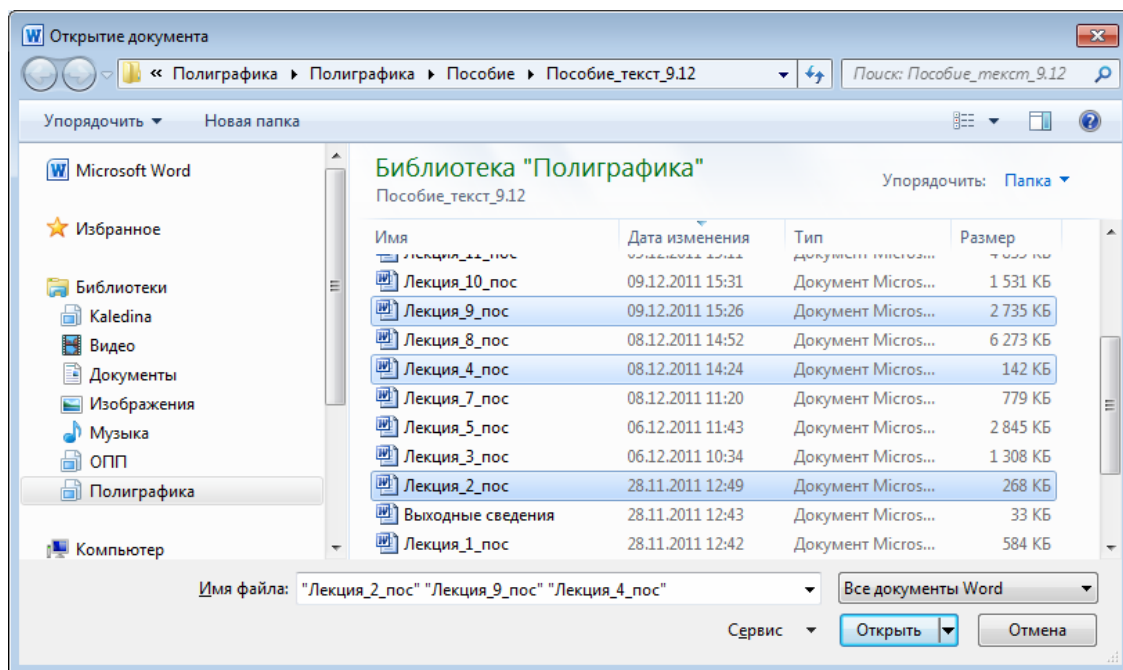 Открытие документа
« Полиграфика ▸ Полиграфика ▸ Пособие ▸ Пособие_текст_9.12
Поиск: Пособие_текст_9.12
Упорядочить Новая папка
Microsoft Word
Избранное
Библиотеки
Kaledina
Видео
Документы
Изображения
Музыка
ОПП
Полиграфика
Компьютер
Библиотека "Полиграфика"
Пособие_текст_9.12
Упорядочить: Папка
Имя Дата изменения Тип Размер
Лекция_11_пос
Лекция_10_пос 09.12.2011 15:31 Документ Micros... 1 531 КБ
Лекция_9_пос 09.12.2011 15:26 Документ Micros... 2 735 КБ
Лекция_8_пос 08.12.2011 14:52 Документ Micros... 6 273 КБ
Лекция_4_пос 08.12.2011 14:24 Документ Micros... 142 КБ
Лекция_7_пос 08.12.2011 11:20 Документ Micros... 779 КБ
Лекция_5_пос 06.12.2011 11:43 Документ Micros... 2 845 КБ
Лекция_3_пос 06.12.2011 10:34 Документ Micros... 1 308 КБ
Лекция_2_пос 28.11.2011 12:49 Документ Micros... 268 КБ
Выходные сведения 28.11.2011 12:43 Документ Micros... 33 КБ
Лекция_1_пос 28.11.2011 12:42 Документ Micros... 584 КБ
Имя файла: "Лекция_2_пос" "Лекция_9_пос" "Лекция_4_пос"
Все документы Word
Сервис Открыть Отмена